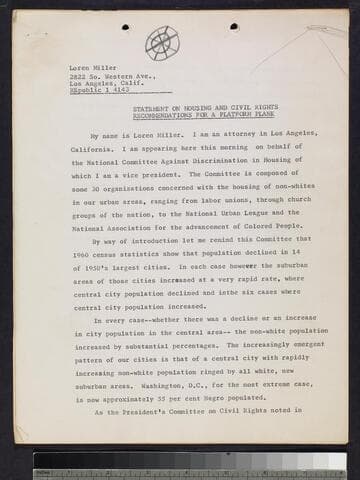 Loren Miller
2822 So. Western Ave.,
Los Angeles, Calif.
REpublic 1 4143
STATEMENT ON HOUSING AND CIVIL RIGHTS
RECOMMENDATIONS FOR A PLATFORM PLANK
My name is Loren Miller. I am an attorney in Los Angeles,
California. I am appearing here this morning on behalf of
the National Committee Against Discrimination in Housing of
which I am a vice president. The Committee is composed of
some 30 organizations concerned with the housing of non-whites
in our urban areas, ranging from labor unions, through church
groups of the nation, to the National Urban League and the
National Association for the advancement of Colored People.
By way of introduction let me remind this Committee that
1960 census statistics show that population declined in 14
of 1950's largest cities. In each case however the suburban
areas of those cities increased at a very rapid rate, where
central city population declined and inthe six cases where
central city population increased.
In every case--whether there was a decline or an increase
in city population in the central area-- the non-white population
increased by substantial percentages. The increasingly emergent
pattern of our cities is that of a central city with rapidly
increasing non-white population ringed by all white, new
suburban areas. Washington, D.C., for the most extreme case,
is now approximately 55 per cent Negro populated.
As the President's Committee on Civil Rights noted in